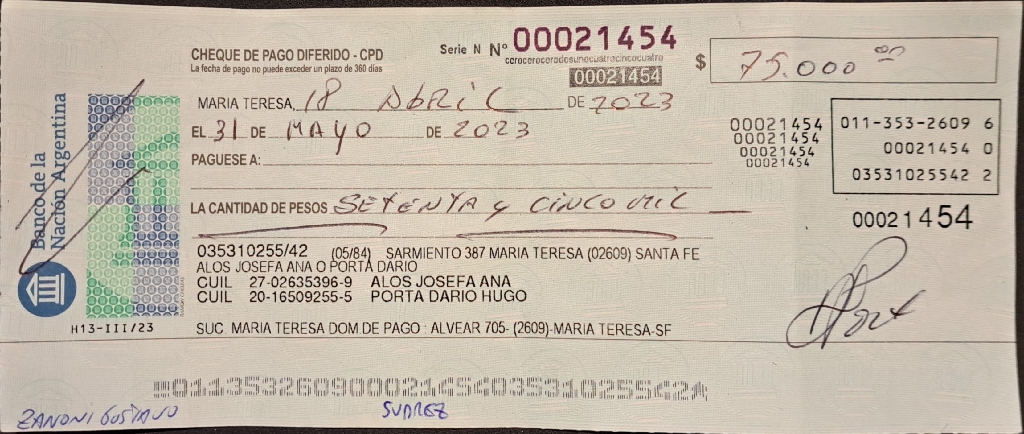 Banco de la
Nación Argentina
CHEQUE DE PAGO DIFERIDO - CPD
La fecha de pago no puede exceder un plazo de 360 días
Serie N Nº 00021454
cerocerocerodosunocuatrocincocuatro
00021454
$ 75.000 00
MARIA TERESA, 18 Abril DE 2023
EL 31 DE MAYO DE 2023
PAGUESE A:
LA CANTIDAD DE PESOS SETENTA y CINCO MIL
00021454
00021454
00021454
00021454
011-353-2609 6
00021454 0
03531025542 2
00021454
035310255/42 (05/84) SARMIENTO 387 MARIA TERESA (02609) SANTA FE
ALOS JOSEFA ANA O PORTA DARIO
CUIL 27-02635396-9 ALOS JOSEFA ANA
CUIL 20-16509255-5 PORTA DARIO HUGO
H13-III/23
SUC. MARIA TERESA DOM DE PAGO : ALVEAR 705- (2609)-MARIA TERESA-SF
01135326090002145403531025542
ZANONI GUSTAVO
SUAREZ